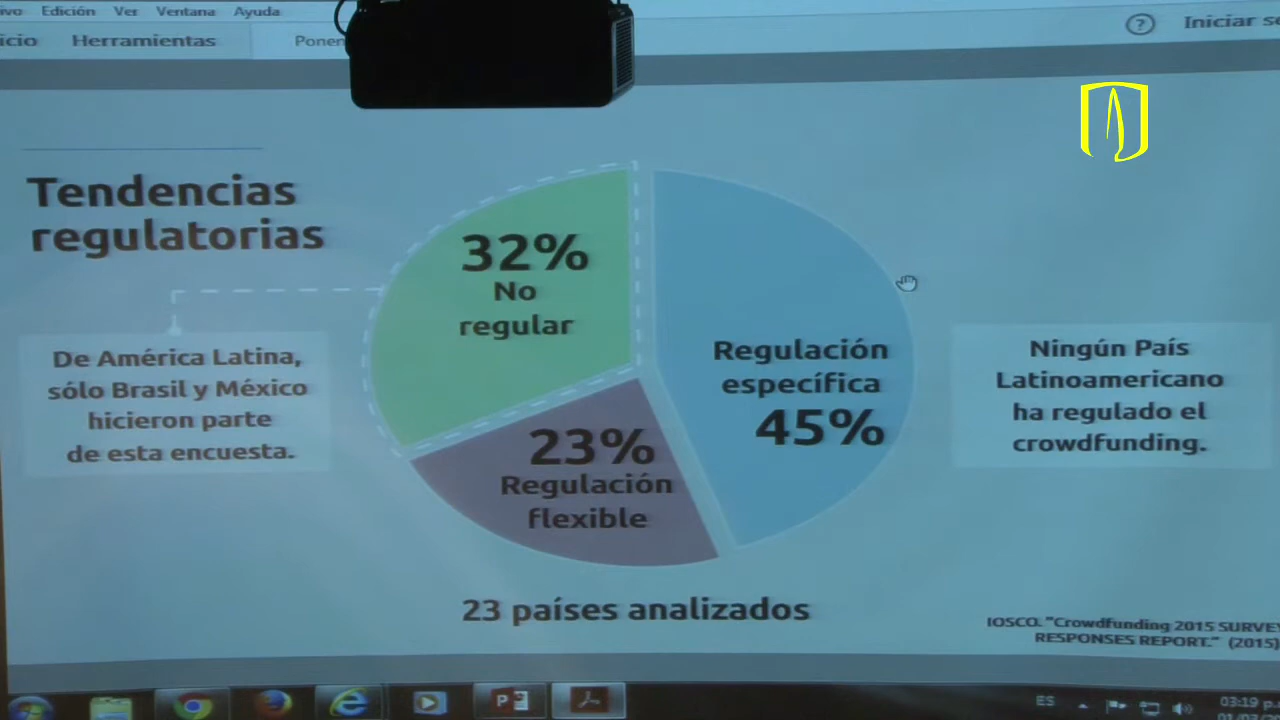 Edición Ver Ventana Ayuda
Herramientas
Iniciar
Tendencias
regulatorias
32%
No
regular
De América Latina,
sólo Brasil y México
hicieron parte
de esta encuesta.
Regulación
específica
45%
23%
Regulación
flexible
Ningún País
Latinoamericano
ha regulado el
crowdfunding.
23 países analizados
IOSCO. "Crowdfunding 2015 SURVEY
RESPONSES REPORT." (2015)
ES
03:19